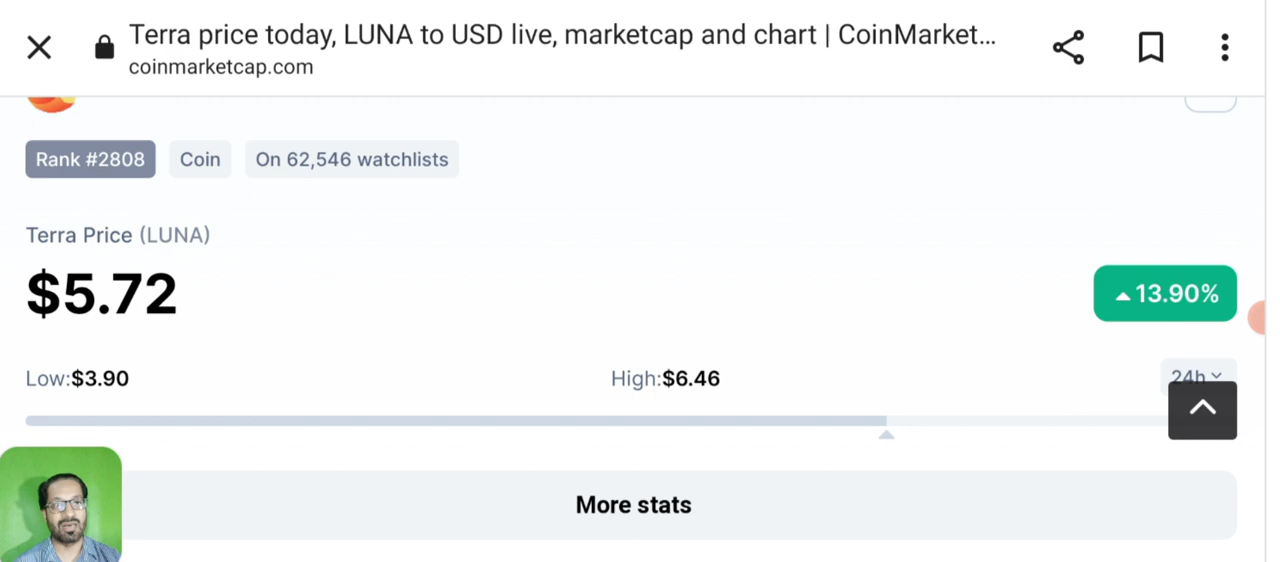 Terra price today, LUNA to USD live, marketcap and chart | CoinMarket...
coinmarketcap.com
Rank #2808 Coin On 62,546 watchlists
Terra Price (LUNA)
$5.72 13.90%
Low:$3.90 High:$6.46 24h
More stats